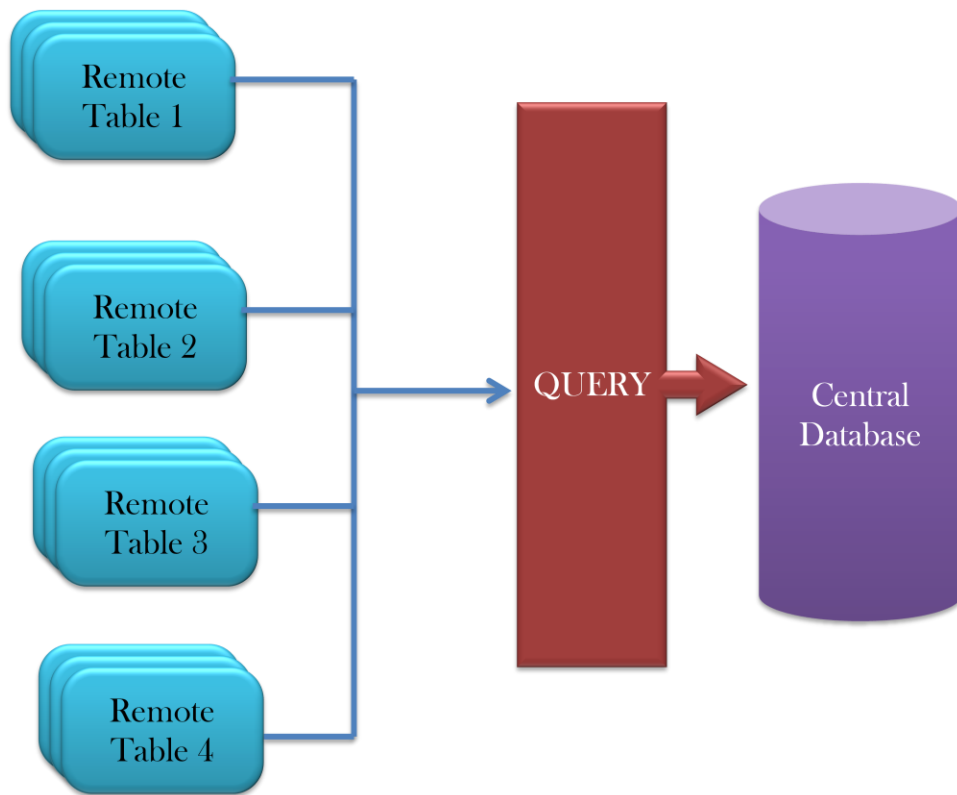 Remote
Table 1
Remote
Table 2
Remote
Table 3
Remote
Table 4
QUERY
Central
Database